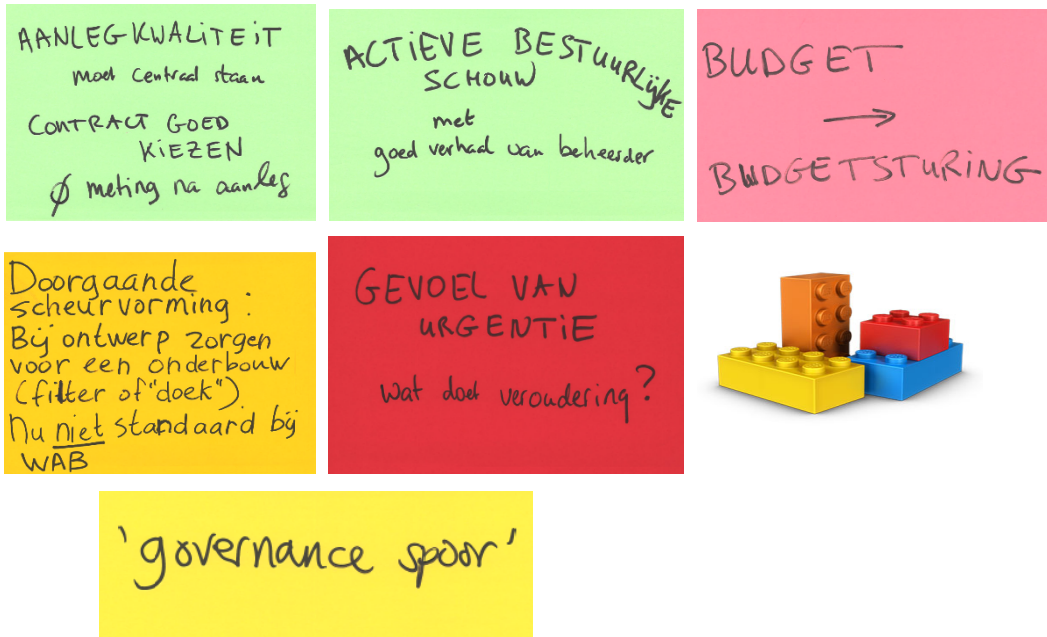 AANLEGKWALITEIT
moet centraal staan
CONTRACT GOED
KIEZEN
Ø meting na aanleg
ACTIEVE BESTUURLIJKE
SCHOUW
met
goed verhaal van beheerder
BUDGET
→
BUDGETSTURING
Doorgaande
scheurvorming :
Bij ontwerp zorgen
voor een onderbouw
(filter of "doek")
Nu niet standaard bij
WAB
GEVOEL VAN
URGENTIE
wat doet veroudering?
'governance spoor'